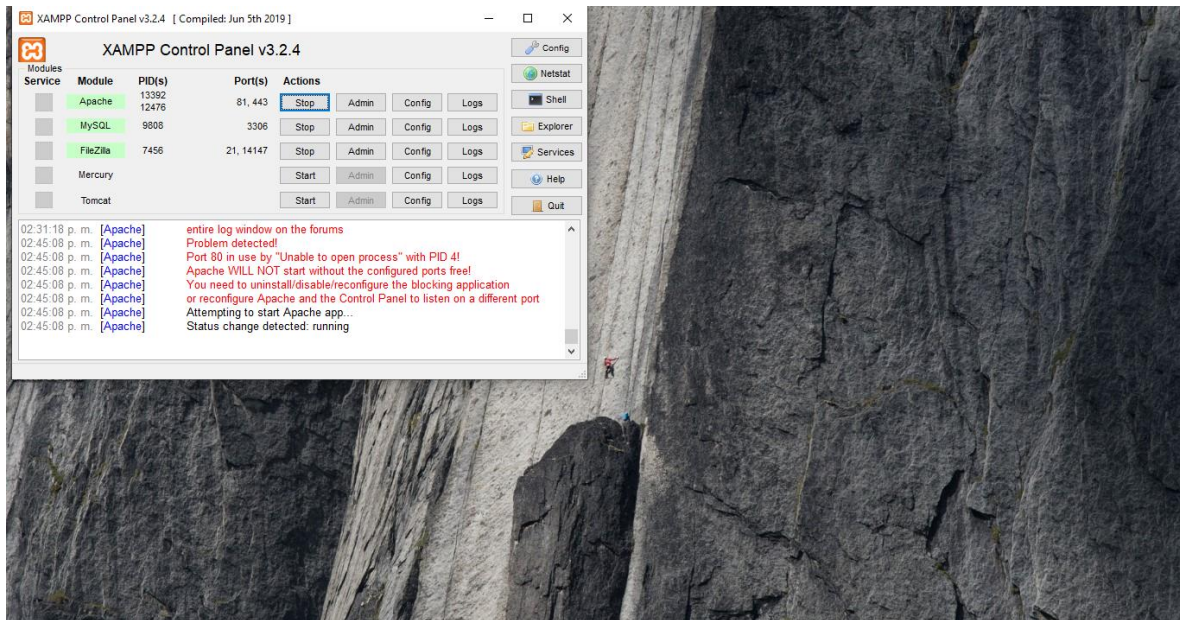 XAMPP Control Panel v3.2.4 [ Compiled: Jun 5th 2019 ]
XAMPP Control Panel v3.2.4
Config
Modules
Service Module PID(s) Port(s) Actions
Netstat
Apache 13392 12476 81, 443 Stop Admin Config Logs
Shell
MySQL 9808 3306 Stop Admin Config Logs
Explorer
FileZilla 7456 21, 14147 Stop Admin Config Logs
Services
Mercury Start Admin Config Logs
Help
Tomcat Start Admin Config Logs
Quit
02:31:18 p. m. [Apache] entire log window on the forums
02:45:08 p. m. [Apache] Problem detected!
02:45:08 p. m. [Apache] Port 80 in use by "Unable to open process" with PID 4!
02:45:08 p. m. [Apache] Apache WILL NOT start without the configured ports free!
02:45:08 p. m. [Apache] You need to uninstall/disable/reconfigure the blocking application
02:45:08 p. m. [Apache] or reconfigure Apache and the Control Panel to listen on a different port
02:45:08 p. m. [Apache] Attempting to start Apache app...
02:45:08 p. m. [Apache] Status change detected: running